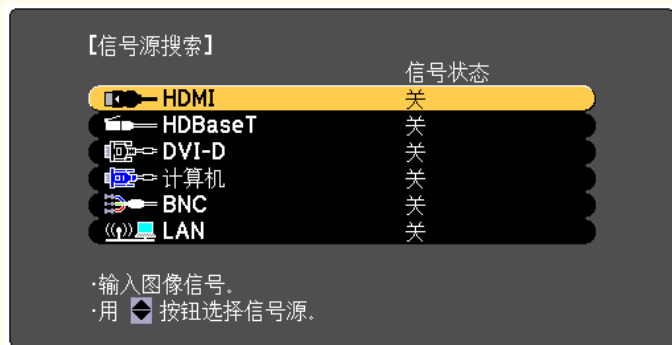 【信号源搜索】
信号状态
HDMI 关
HDBaseT 关
DVI-D 关
计算机 关
BNC 关
LAN 关
·输入图像信号.
·用 按钮选择信号源.